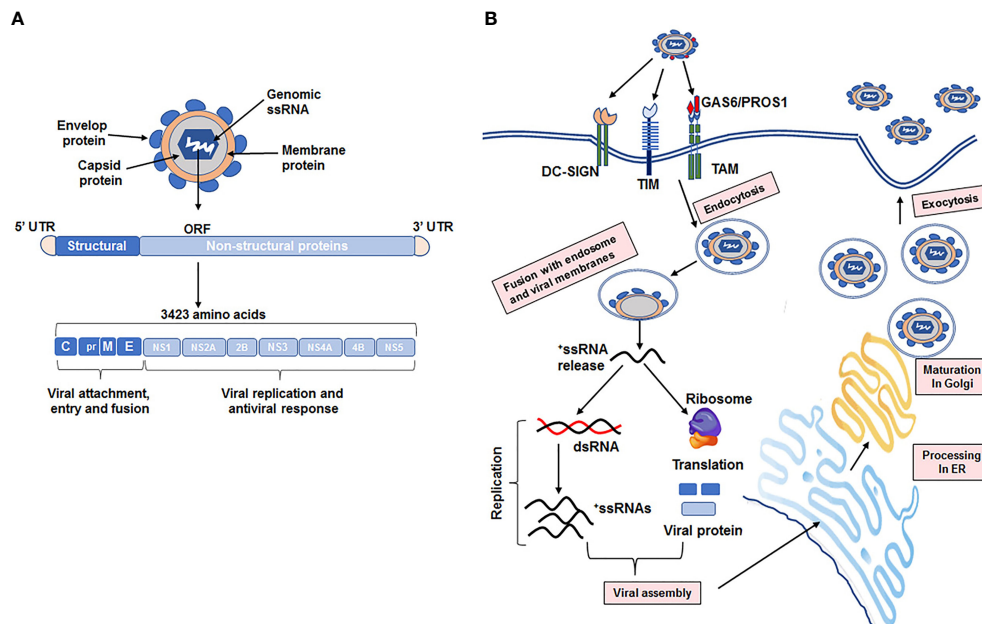 A
Genomic
ssRNA
Envelop
protein
Capsid
protein
Membrane
protein
5’ UTR
ORF
3’ UTR
Structural
Non-structural proteins
3423 amino acids
C
pr
M
E
NS1
NS2A
2B
NS3
NS4A
4B
NS5
Viral attachment,
entry and fusion
Viral replication and
antiviral response
B
GAS6/PROS1
DC-SIGN
TIM
TAM
Endocytosis
Exocytosis
Fusion with endosome
and viral membranes
+ssRNA
release
Ribosome
dsRNA
Translation
Replication
+ssRNAs
Viral protein
Viral assembly
Maturation
In Golgi
Processing
In ER